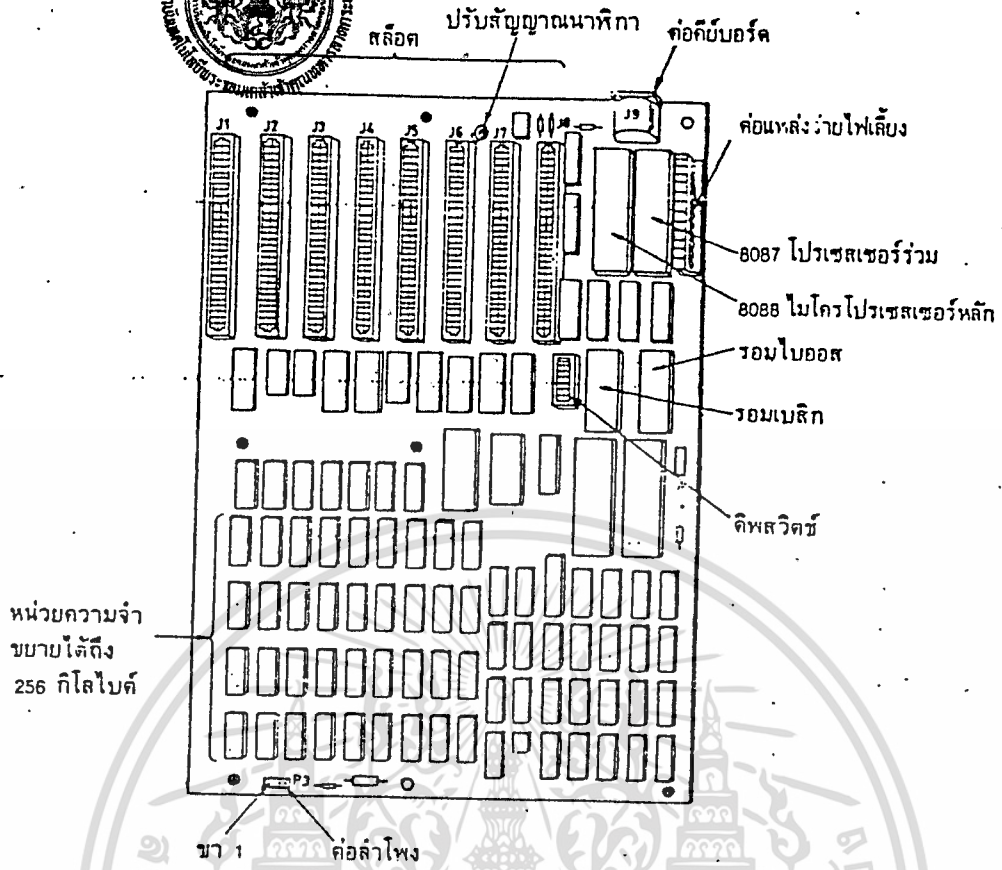 ปรับสัญญาณนาฬิกา
สล็อต
ต่อคีย์บอร์ด
J1 J2 J3 J4 J5 J6 J7 J8
J9
ต่อแหล่งจ่ายไฟเลี้ยง
8087 โปรเซสเซอร์ร่วม
8088 ไมโครโปรเซสเซอร์หลัก
รอมไบออส
รอมเบสิก
ดิพสวิตช์
หน่วยความจำ
ขยายได้ถึง
256 กิโลไบต์
P3
ขา 1
ต่อลำโพง